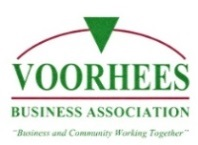 VOORHEES
BUSINESS ASSOCIATION
"Business and Community Working Together"